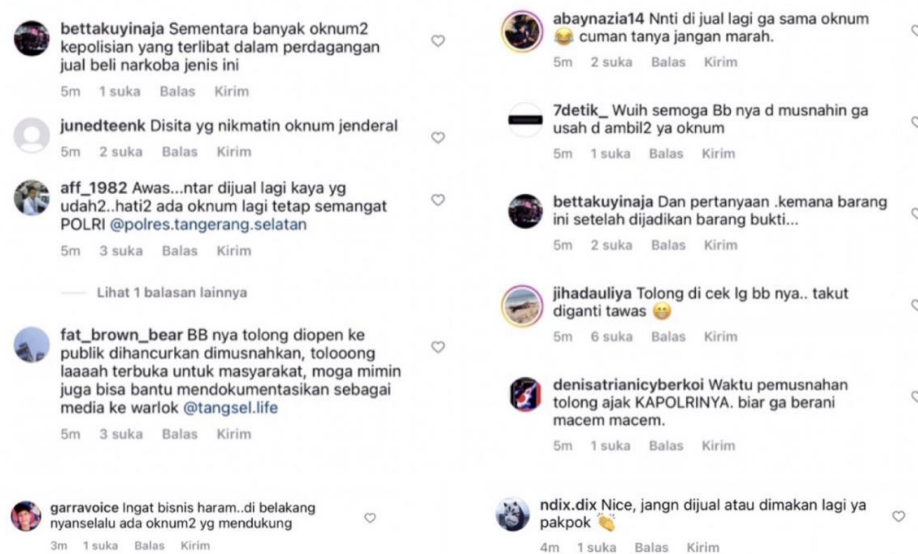 bettakuyinaja Sementara banyak oknum2
kepolisian yang terlibat dalam perdagangan
jual beli narkoba jenis ini
5m 1 suka Balas Kirim
junedteenk Disita yg nikmatin oknum jenderal
5m 2 suka Balas Kirim
aff_1982 Awas...ntar dijual lagi kaya yg
udah2..hati2 ada oknum lagi tetap semangat
POLRI @polres.tangerang.selatan
5m 3 suka Balas Kirim
Lihat 1 balasan lainnya
fat_brown_bear BB nya tolong diopen ke
publik dihancurkan dimusnahkan, tolooong
laaaah terbuka untuk masyarakat, moga mimin
juga bisa bantu mendokumentasikan sebagai
media ke warlok @tangsel.life
5m 3 suka Balas Kirim
garravoice Ingat bisnis haram..di belakang
nyanselalu ada oknum2 yg mendukung
3m 1 suka Balas Kirim
abaynazia14 Nnti di jual lagi ga sama oknum
😂 cuman tanya jangan marah.
5m 2 suka Balas Kirim
7detik_ Wuih semoga Bb nya d musnahin ga
usah d ambil2 ya oknum
5m 1 suka Balas Kirim
bettakuyinaja Dan pertanyaan .kemana barang
ini setelah dijadikan barang bukti...
5m 2 suka Balas Kirim
jihadauliya Tolong di cek lg bb nya.. takut
diganti tawas 😁
5m 6 suka Balas Kirim
denisatrianicyberkoi Waktu pemusnahan
tolong ajak KAPOLRINYA. biar ga berani
macem macem.
5m 1 suka Balas Kirim
ndix.dix Nice, jangn dijual atau dimakan lagi ya
pakpok 👏
4m 1 suka Balas Kirim